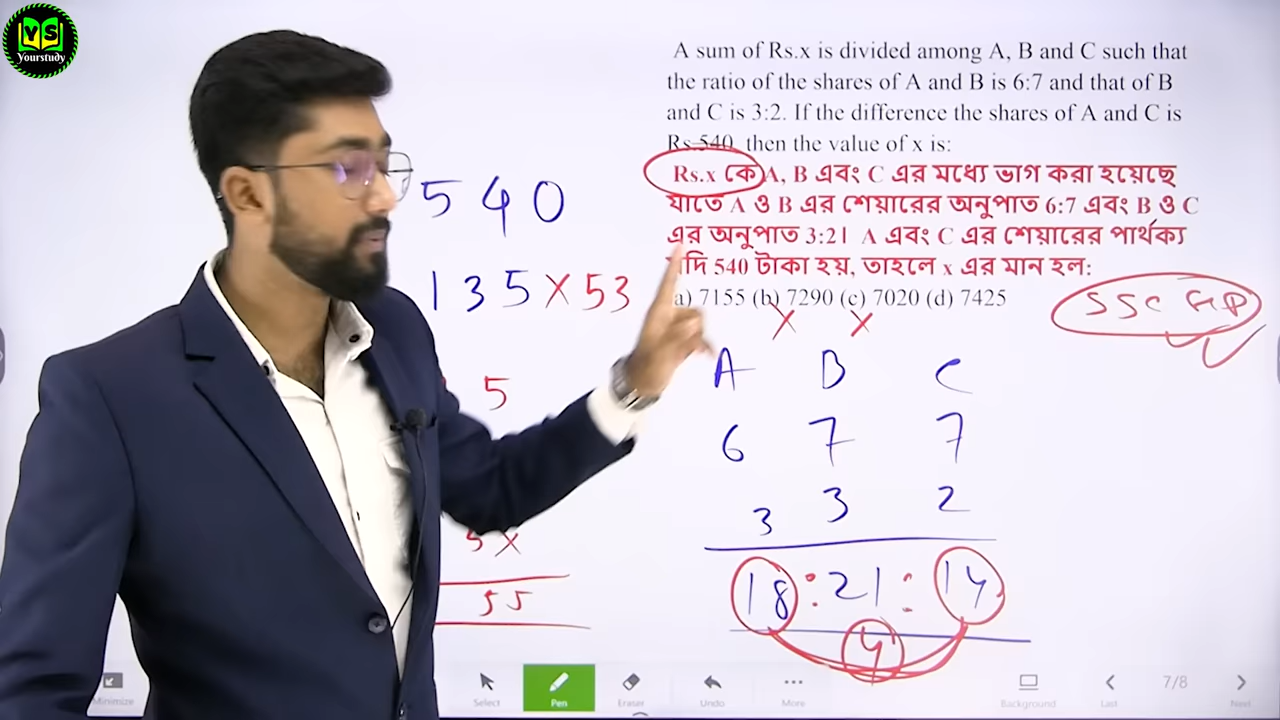 YS
Yourstudy
A sum of Rs.x is divided among A, B and C such that
the ratio of the shares of A and B is 6:7 and that of B
and C is 3:2. If the difference the shares of A and C is
Rs.540, then the value of x is:
Rs.x কে A, B এবং C এর মধ্যে ভাগ করা হয়েছে
যাতে A ও B এর শেয়ারের অনুপাত 6:7 এবং B ও C
এর অনুপাত 3:2। A এবং C এর শেয়ারের পার্থক্য
যদি 540 টাকা হয়, তাহলে x এর মান হল:
a) 7155 (b) 7290 (c) 7020 (d) 7425
SSC
540
135×53
5
5×
55
A B C
6 7 7
3 3 2
18:21:14
4
Minimize Select Pen Eraser Undo More Background Last 7/8 Next